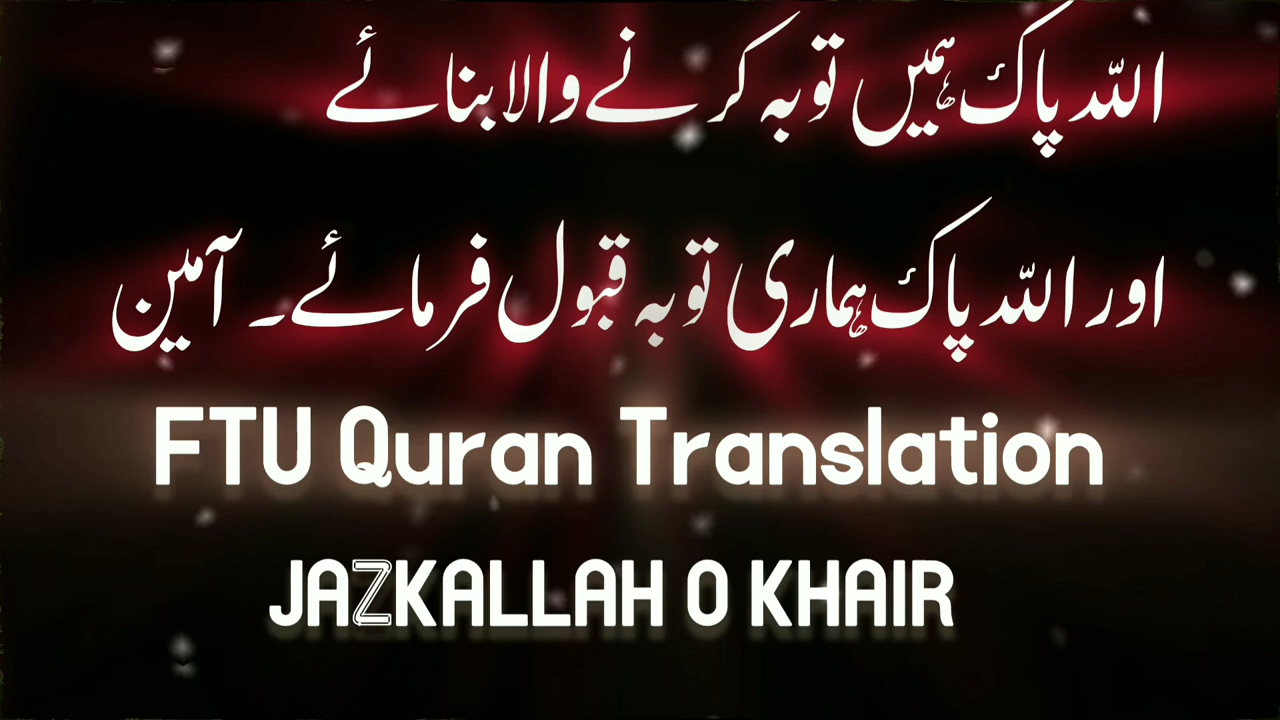 اللہ پاک ہمیں توبہ کرنے والا بنائے
اور اللہ پاک ہماری توبہ قبول فرمائے۔ آمین
FTU Quran Translation
JAZKALLAH O KHAIR